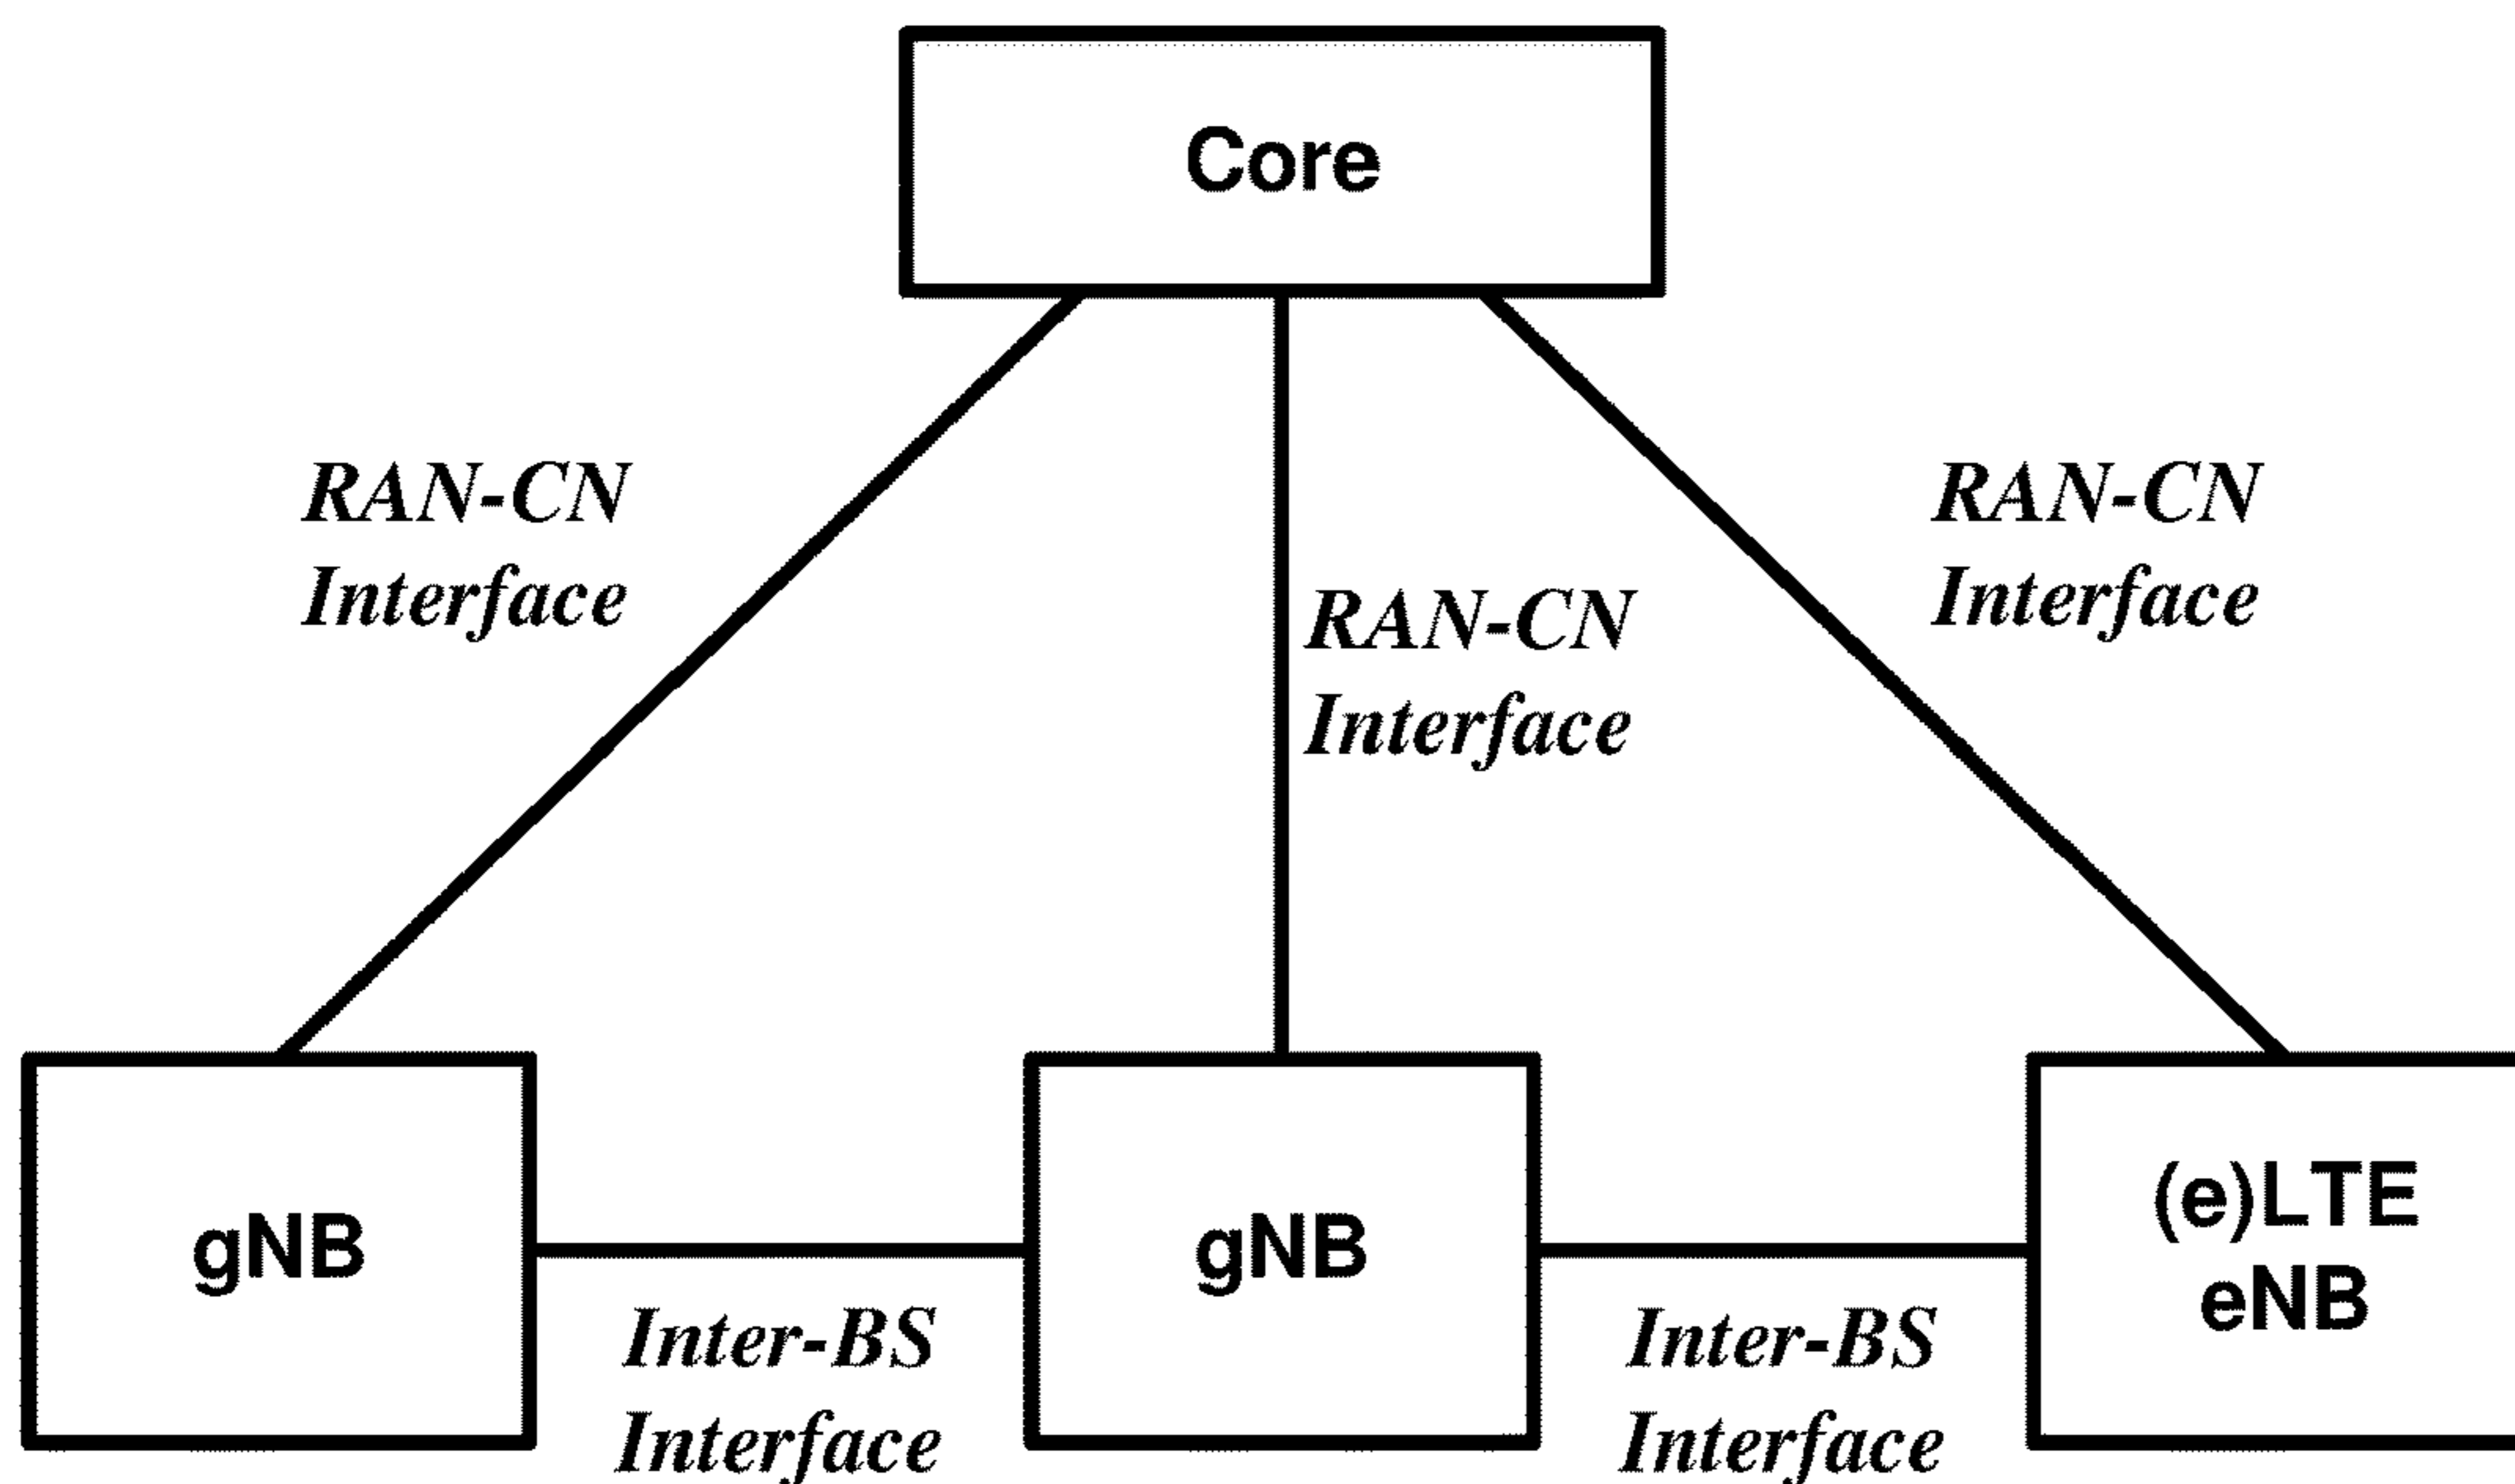 Core
RAN-CN
Interface
RAN-CN
Interface
RAN-CN
Interface
gNB
gNB
(e)LTE
eNB
Inter-BS
Interface
Inter-BS
Interface